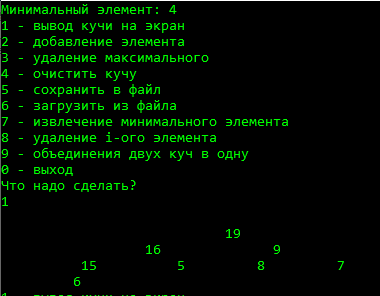 Минимальный элемент: 4
1 - вывод кучи на экран
2 - добавление элемента
3 - удаление максимального
4 - очистить кучу
5 - сохранить в файл
6 - загрузить из файла
7 - извлечение минимального элемента
8 - удаление i-ого элемента
9 - объединения двух куч в одну
0 - выход
Что надо сделать?
1
19
16 9
15 5 8 7
6